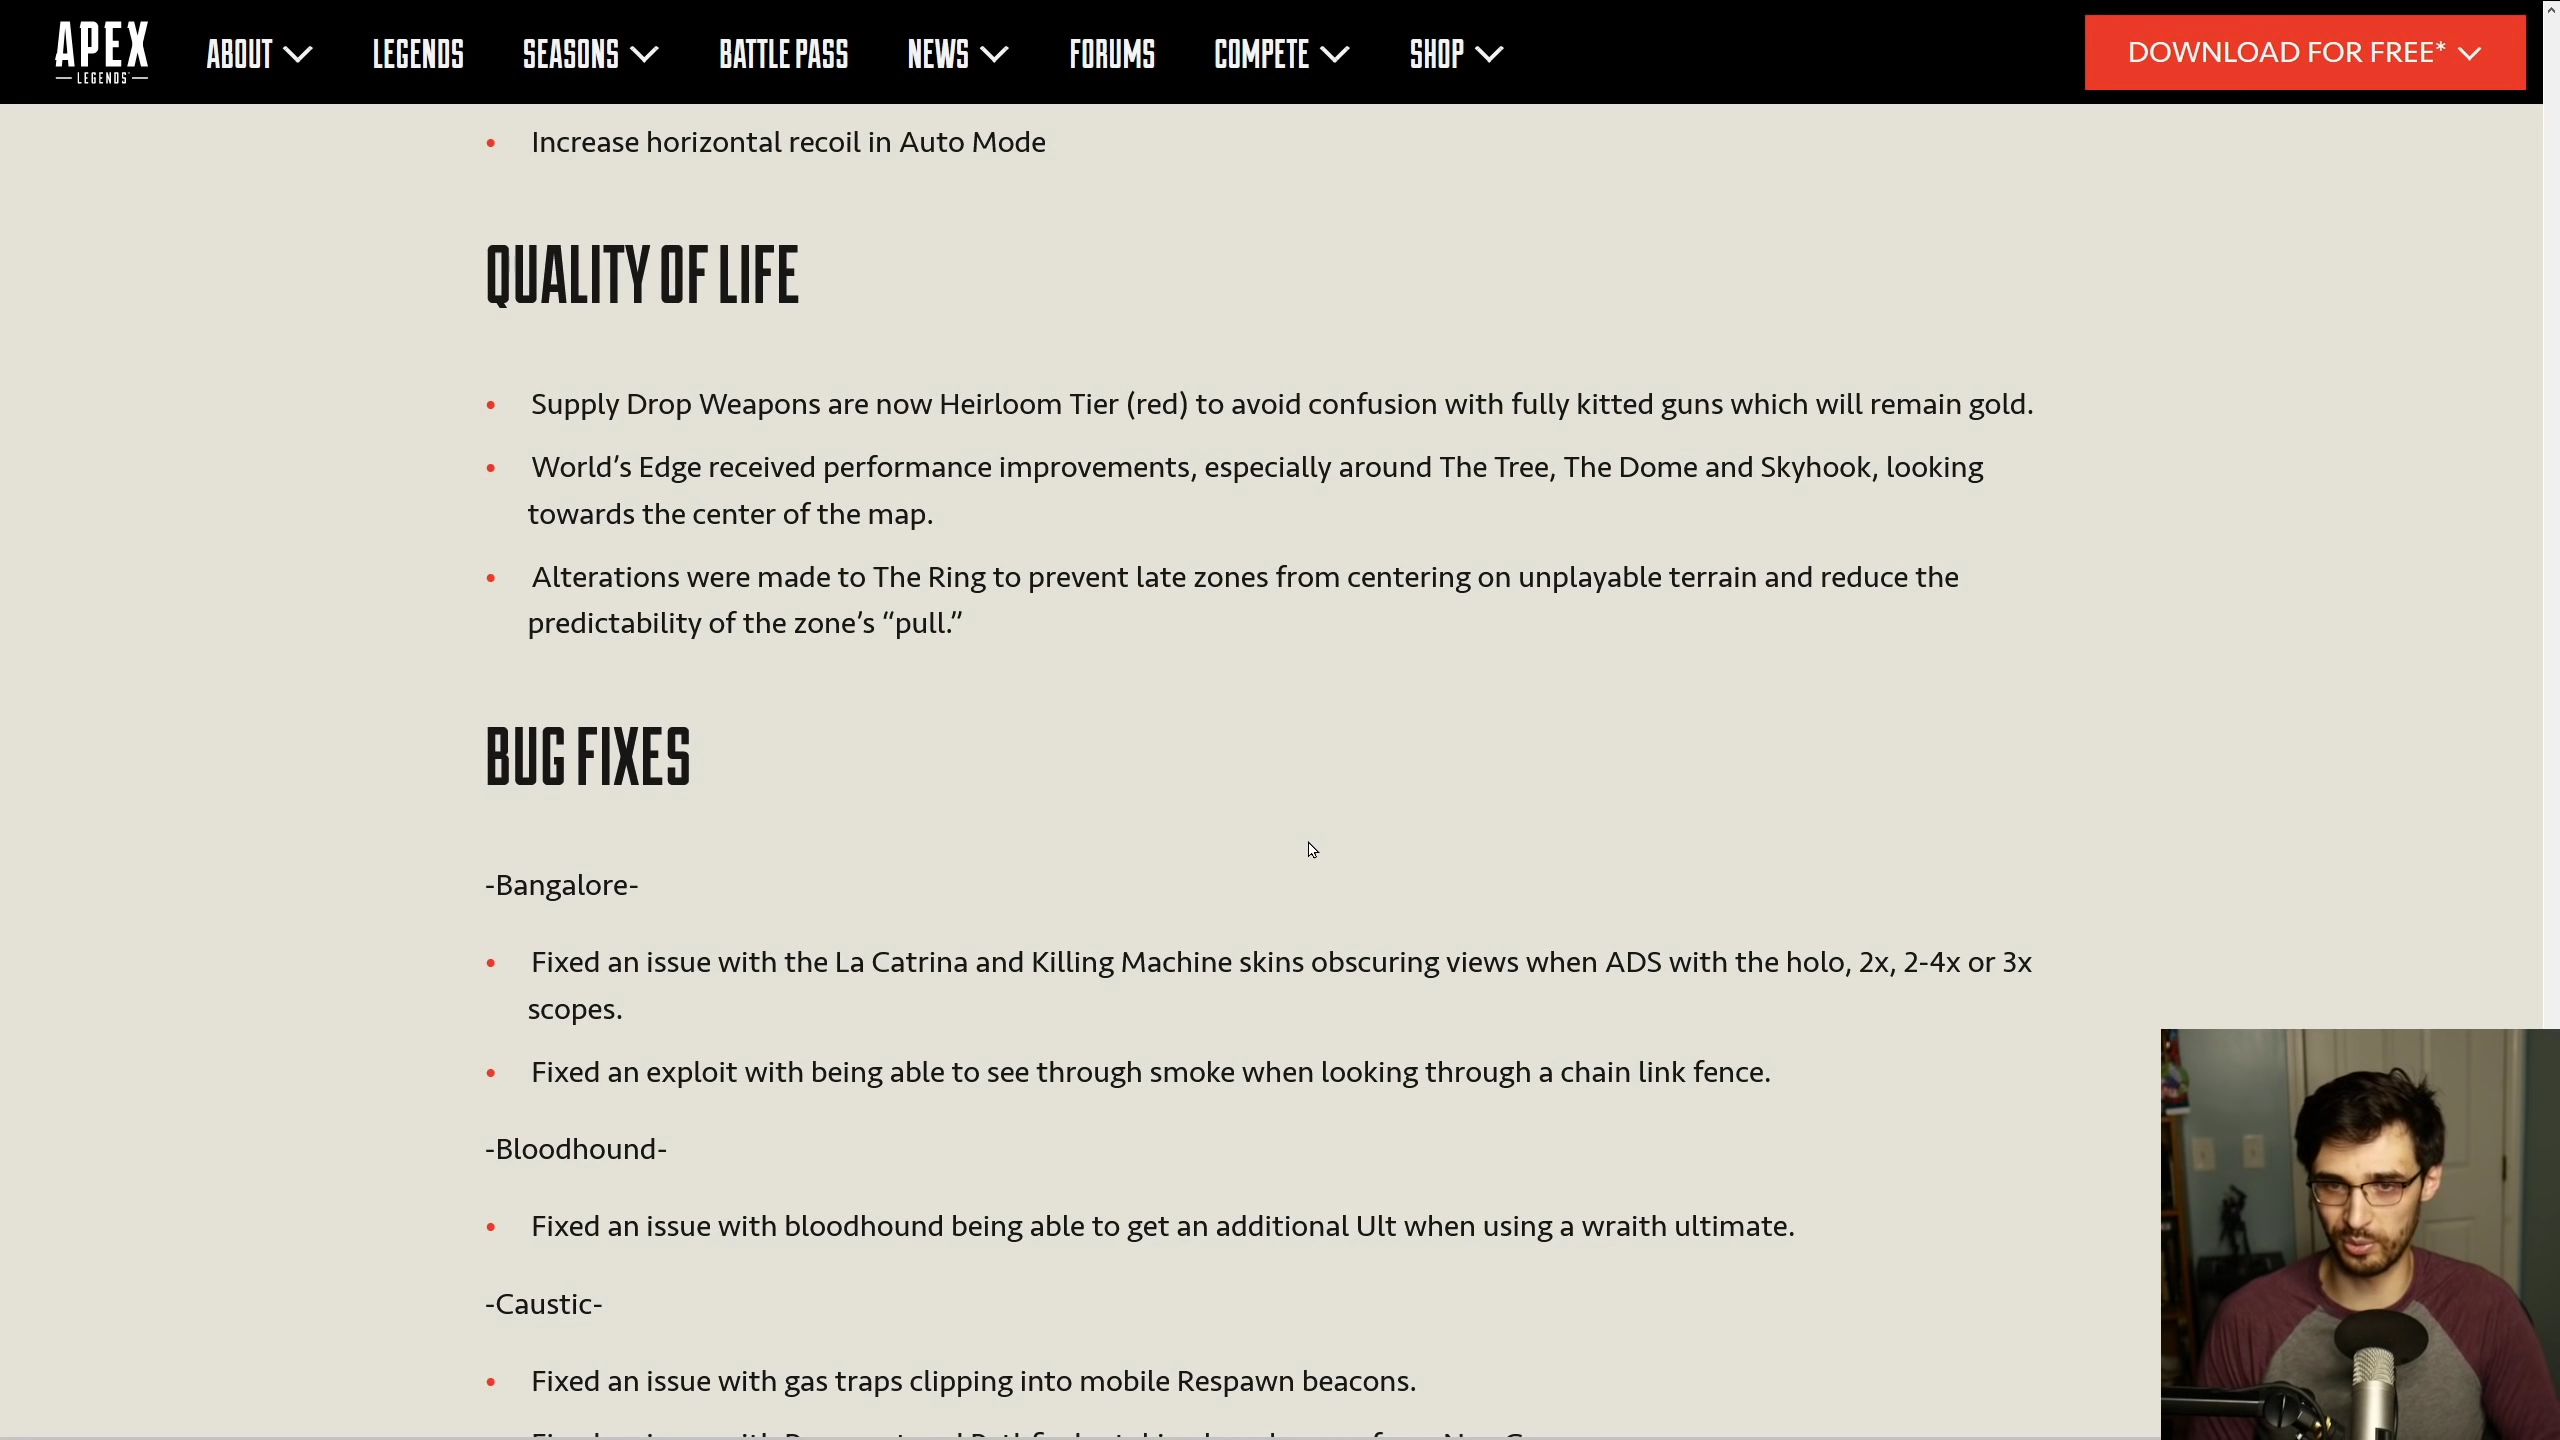 APEX
LEGENDS
ABOUT
LEGENDS
SEASONS
BATTLE PASS
NEWS
FORUMS
COMPETE
SHOP
DOWNLOAD FOR FREE*
• Increase horizontal recoil in Auto Mode
QUALITY OF LIFE
• Supply Drop Weapons are now Heirloom Tier (red) to avoid confusion with fully kitted guns which will remain gold.
• World’s Edge received performance improvements, especially around The Tree, The Dome and Skyhook, looking
towards the center of the map.
• Alterations were made to The Ring to prevent late zones from centering on unplayable terrain and reduce the
predictability of the zone’s “pull.”
BUG FIXES
-Bangalore-
• Fixed an issue with the La Catrina and Killing Machine skins obscuring views when ADS with the holo, 2x, 2-4x or 3x
scopes.
• Fixed an exploit with being able to see through smoke when looking through a chain link fence.
-Bloodhound-
• Fixed an issue with bloodhound being able to get an additional Ult when using a wraith ultimate.
-Caustic-
• Fixed an issue with gas traps clipping into mobile Respawn beacons.